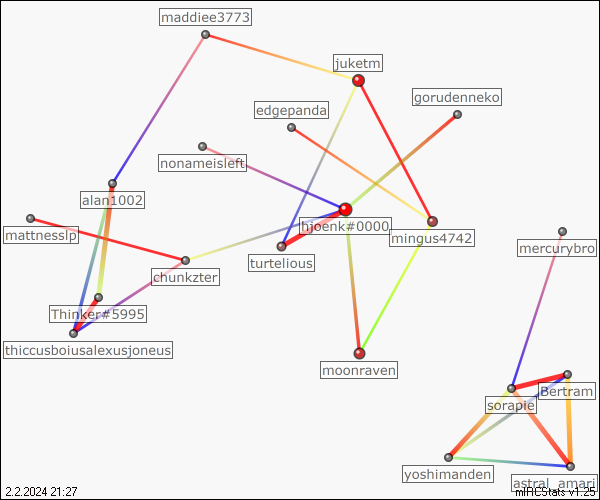 maddiee3773
juketm
gorudenneko
edgepanda
nonameisleft
alan1002
mattnesslp
hjoenk#0000
mingus4742
mercurybro
turtelious
chunkzter
Thinker#5995
thiccusboiusalexusjoneus
moonraven
Bertram
sorapie
yoshimanden
astral_amari
2.2.2024 21:27
mIRCStats v1.25